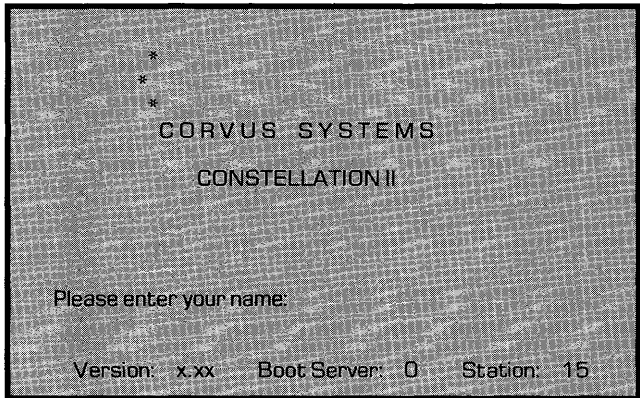 *
*
*
CORVUS SYSTEMS
CONSTELLATION II
Please enter your name:
Version: x.xx Boot Server: 0 Station: 15